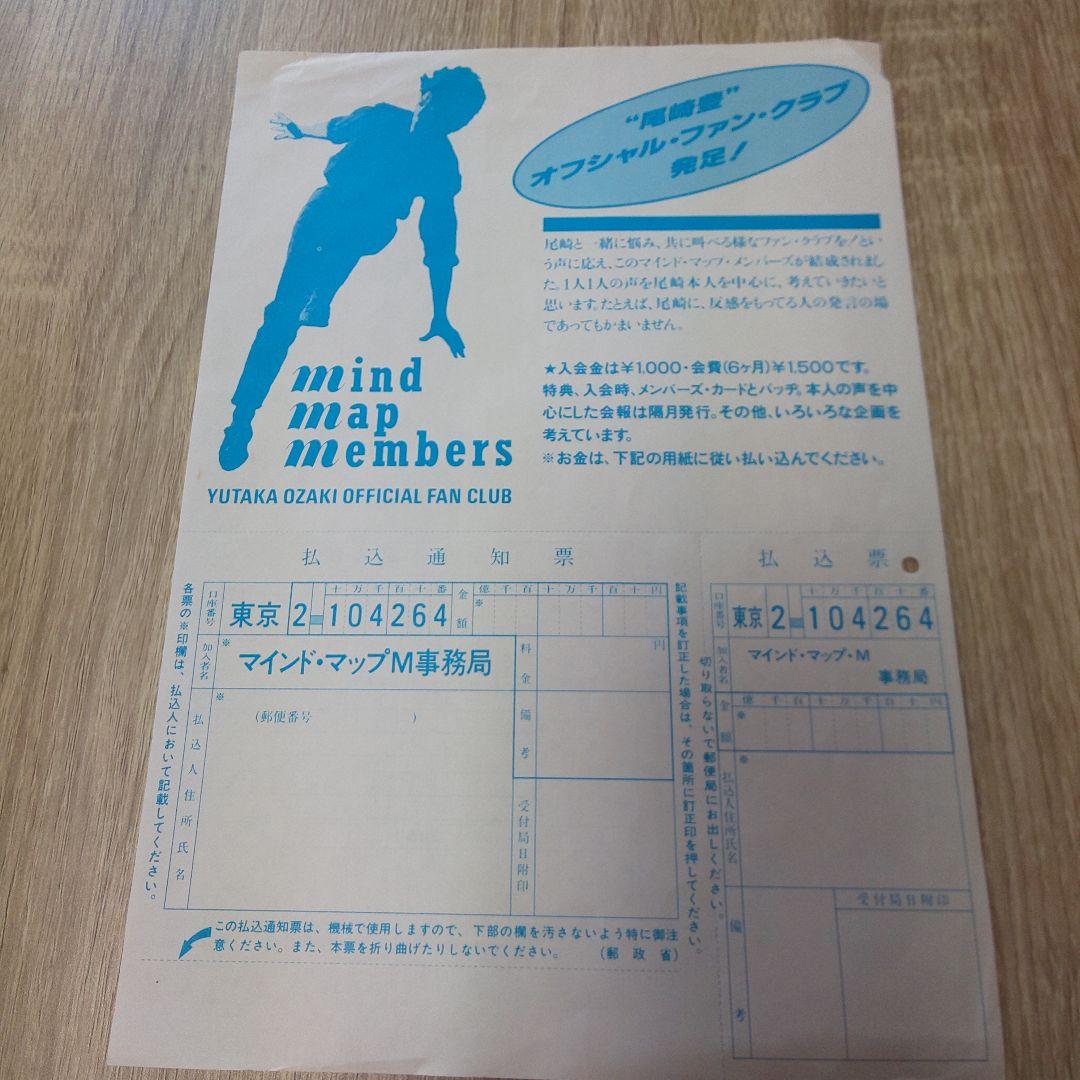 “尾崎豊”
オフシャル・ファン・クラブ
発足!
尾崎と一緒に悩み、共に叫べる様なファン・クラブを!とい
う声に応え、このマインド・マップ・メンバーズが結成されまし
た。1人1人の声を尾崎本人を中心に、考えていきたいと
思います。たとえば、尾崎に、反感をもってる人の発言の場
であってもかまいません。
★入会金は¥1,000・会費(6ヶ月)¥1,500です。
特典、入会時、メンバーズ・カードとバッヂ。本人の声を中
心にした会報は隔月発行。その他、いろいろな企画を
考えています。
※お金は、下記の用紙に従い払い込んでください。
mind
map
members
YUTAKA OZAKI OFFICIAL FAN CLUB
払込通知票
各票の※印欄は、払込人において記載してください。
口座番号
十万千百十番
東京 2-104264
金額
億千百十万千百十円
※
加入者名
※
マインド・マップM事務局
料金
円
払込人住所氏名
※
(郵便番号 )
備考
受付局日附印
記載事項を訂正した場合は、その箇所に訂正印を押してください。
切り取らないで郵便局にお出しください。
この払込通知票は、機械で使用しますので、下部の欄を汚さないよう特に御注
意ください。また、本票を折り曲げたりしないでください。 (郵政省)
払込票
口座番号
十万千百十番
東京 2-104264
加入者名
マインド・マップ・M
事務局
金額
億千百十万千百十円
※
払込人住所氏名
※
備考
受付局日附印